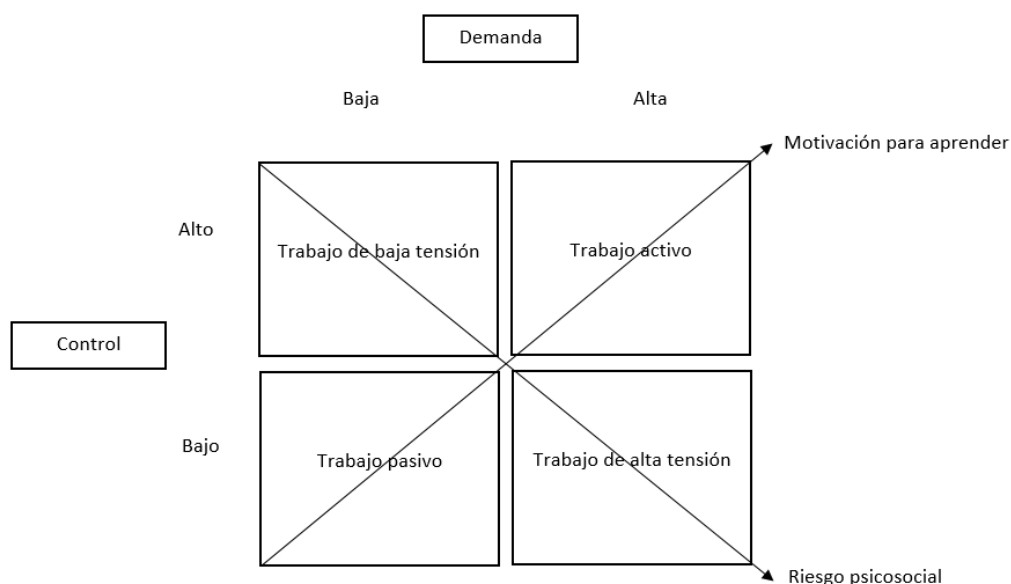 Demanda
Baja
Alta
Motivación para aprender
Alto
Trabajo de baja tensión
Trabajo activo
Control
Bajo
Trabajo pasivo
Trabajo de alta tensión
Riesgo psicosocial